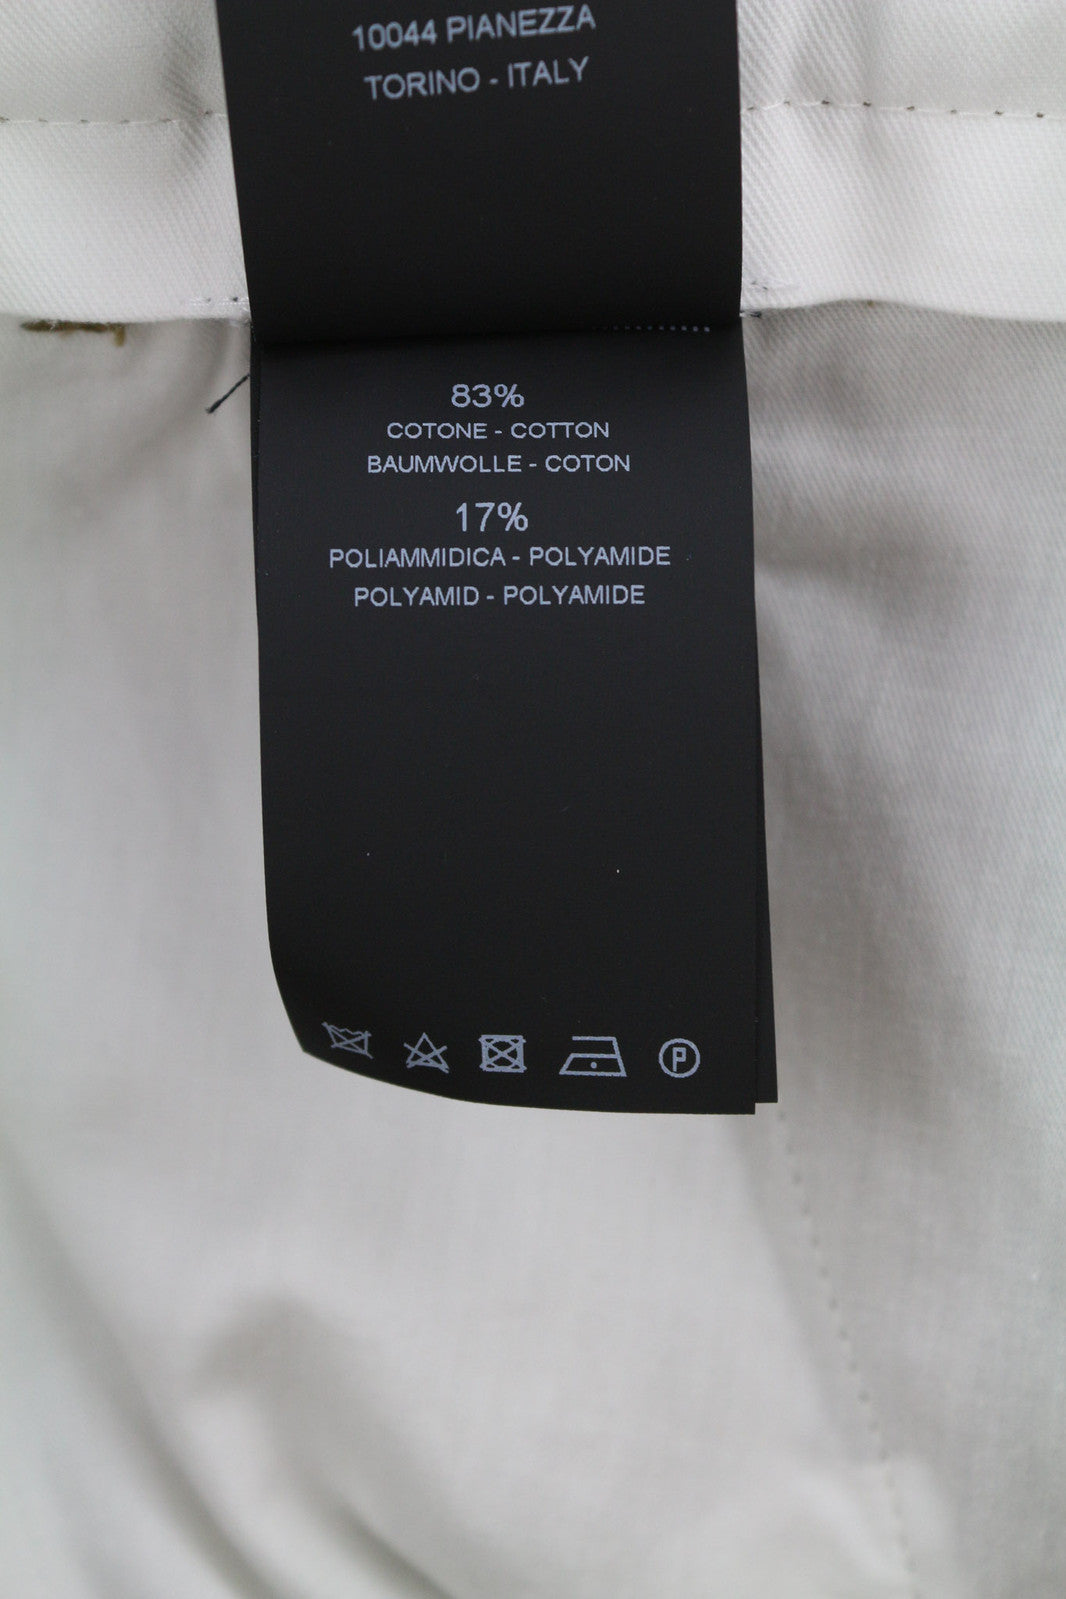 10044 PIANEZZA
TORINO - ITALY
83%
COTONE - COTTON
BAUMWOLLE - COTON
17%
POLIAMMIDICA - POLYAMIDE
POLYAMID - POLYAMIDE
P